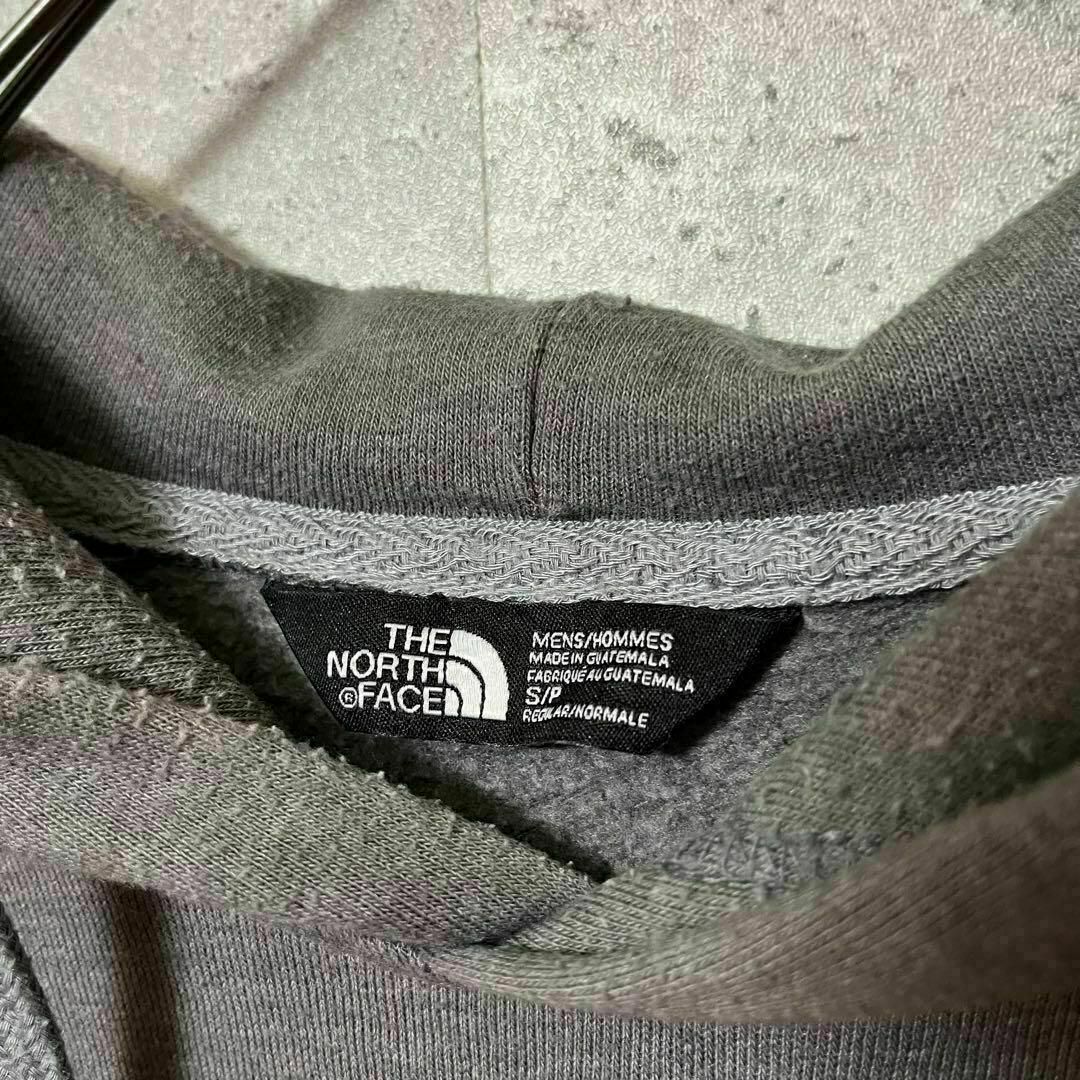 THE
NORTH
®FACE
MENS/HOMMES
MADE IN GUATEMALA
FABRIQUÉ AU GUATEMALA
S/P
REGULAR/NORMALE